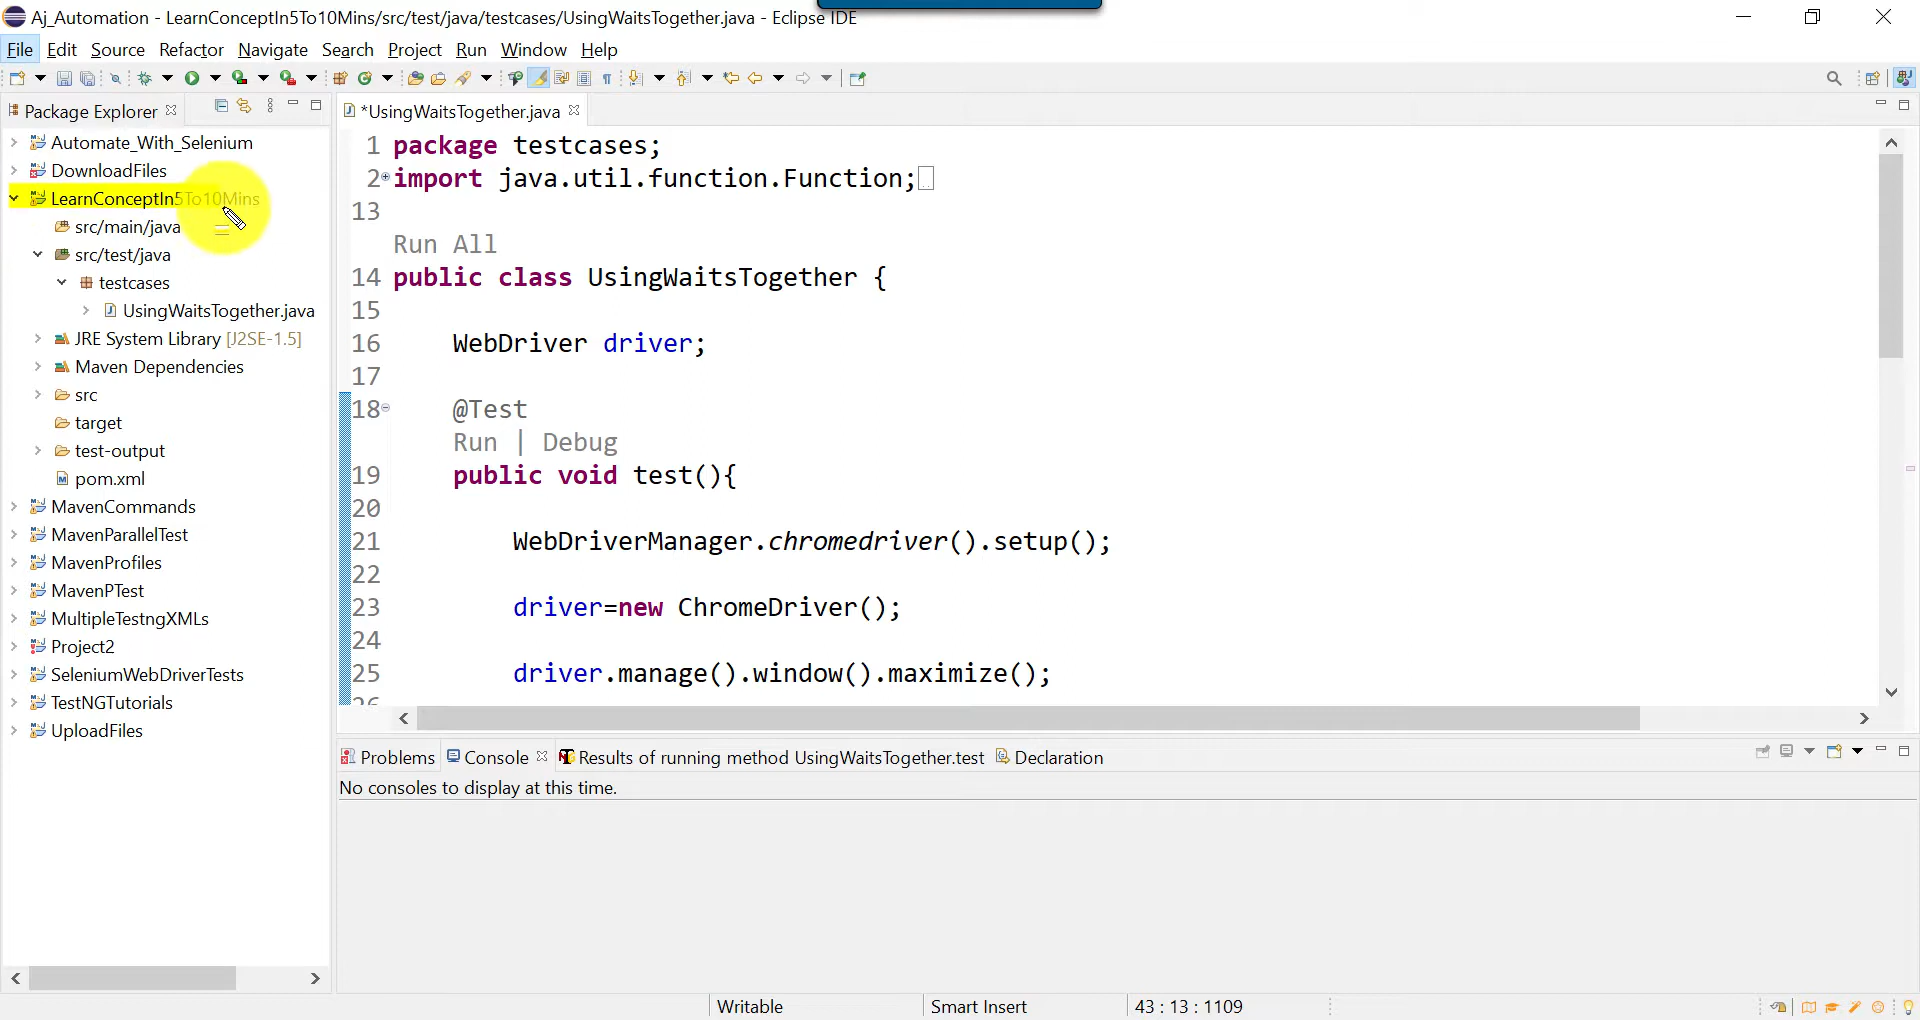 Aj_Automation - LearnConceptIn5To10Mins/src/test/java/testcases/UsingWaitsTogether.java - Eclipse IDE
File Edit Source Refactor Navigate Search Project Run Window Help
Package Explorer
Automate_With_Selenium
DownloadFiles
LearnConceptIn5To10Mins
src/main/java
src/test/java
testcases
UsingWaitsTogether.java
JRE System Library [J2SE-1.5]
Maven Dependencies
src
target
test-output
pom.xml
MavenCommands
MavenParallelTest
MavenProfiles
MavenPTest
MultipleTestngXMLs
Project2
SeleniumWebDriverTests
TestNGTutorials
UploadFiles
*UsingWaitsTogether.java
1 package testcases;
2 import java.util.function.Function;
13
Run All
14 public class UsingWaitsTogether {
15
16 WebDriver driver;
17
18 @Test
Run | Debug
19 public void test(){
20
21 WebDriverManager.chromedriver().setup();
22
23 driver=new ChromeDriver();
24
25 driver.manage().window().maximize();
26
Problems Console Results of running method UsingWaitsTogether.test Declaration
No consoles to display at this time.
Writable Smart Insert 43 : 13 : 1109